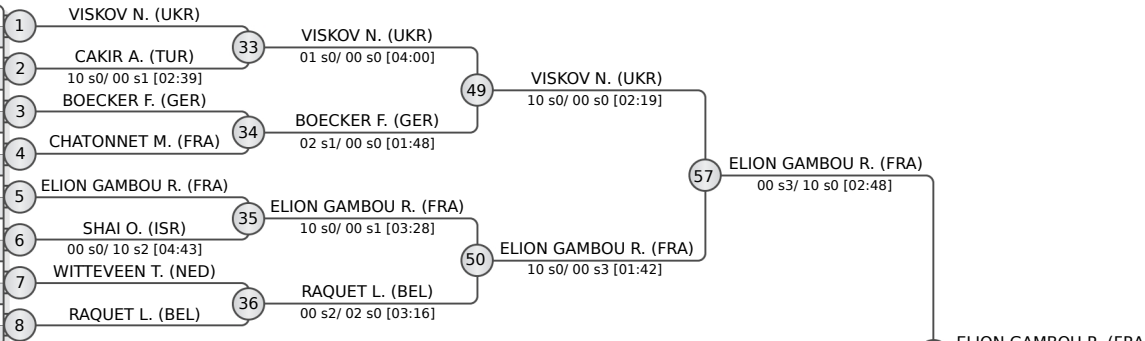 1
VISKOV N. (UKR)
33
VISKOV N. (UKR)
01 s0/ 00 s0 [04:00]
2
CAKIR A. (TUR)
10 s0/ 00 s1 [02:39]
49
VISKOV N. (UKR)
10 s0/ 00 s0 [02:19]
3
BOECKER F. (GER)
34
BOECKER F. (GER)
02 s1/ 00 s0 [01:48]
4
CHATONNET M. (FRA)
57
ELION GAMBOU R. (FRA)
00 s3/ 10 s0 [02:48]
5
ELION GAMBOU R. (FRA)
35
ELION GAMBOU R. (FRA)
10 s0/ 00 s1 [03:28]
6
SHAI O. (ISR)
00 s0/ 10 s2 [04:43]
50
ELION GAMBOU R. (FRA)
10 s0/ 00 s3 [01:42]
7
WITTEVEEN T. (NED)
36
RAQUET L. (BEL)
00 s2/ 02 s0 [03:16]
8
RAQUET L. (BEL)
ELION GAMBOU R. (FRA